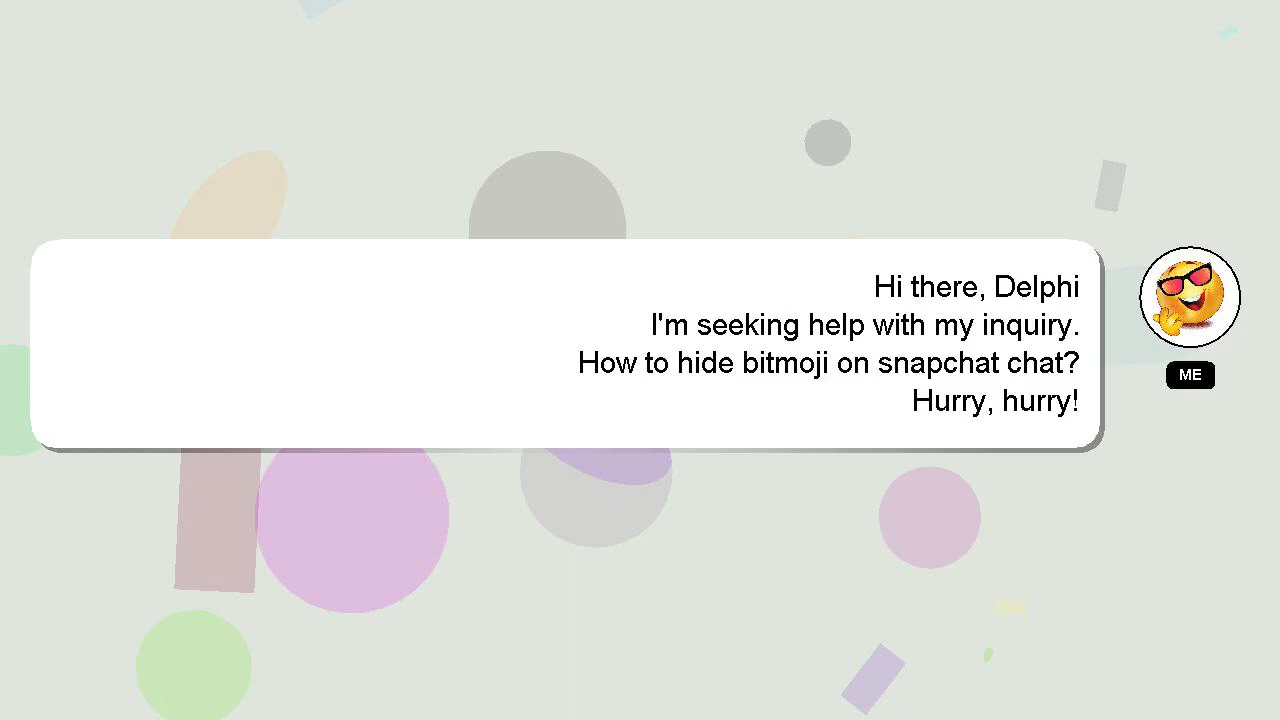 Hi there, Delphi
I'm seeking help with my inquiry.
How to hide bitmoji on snapchat chat?
Hurry, hurry!
ME